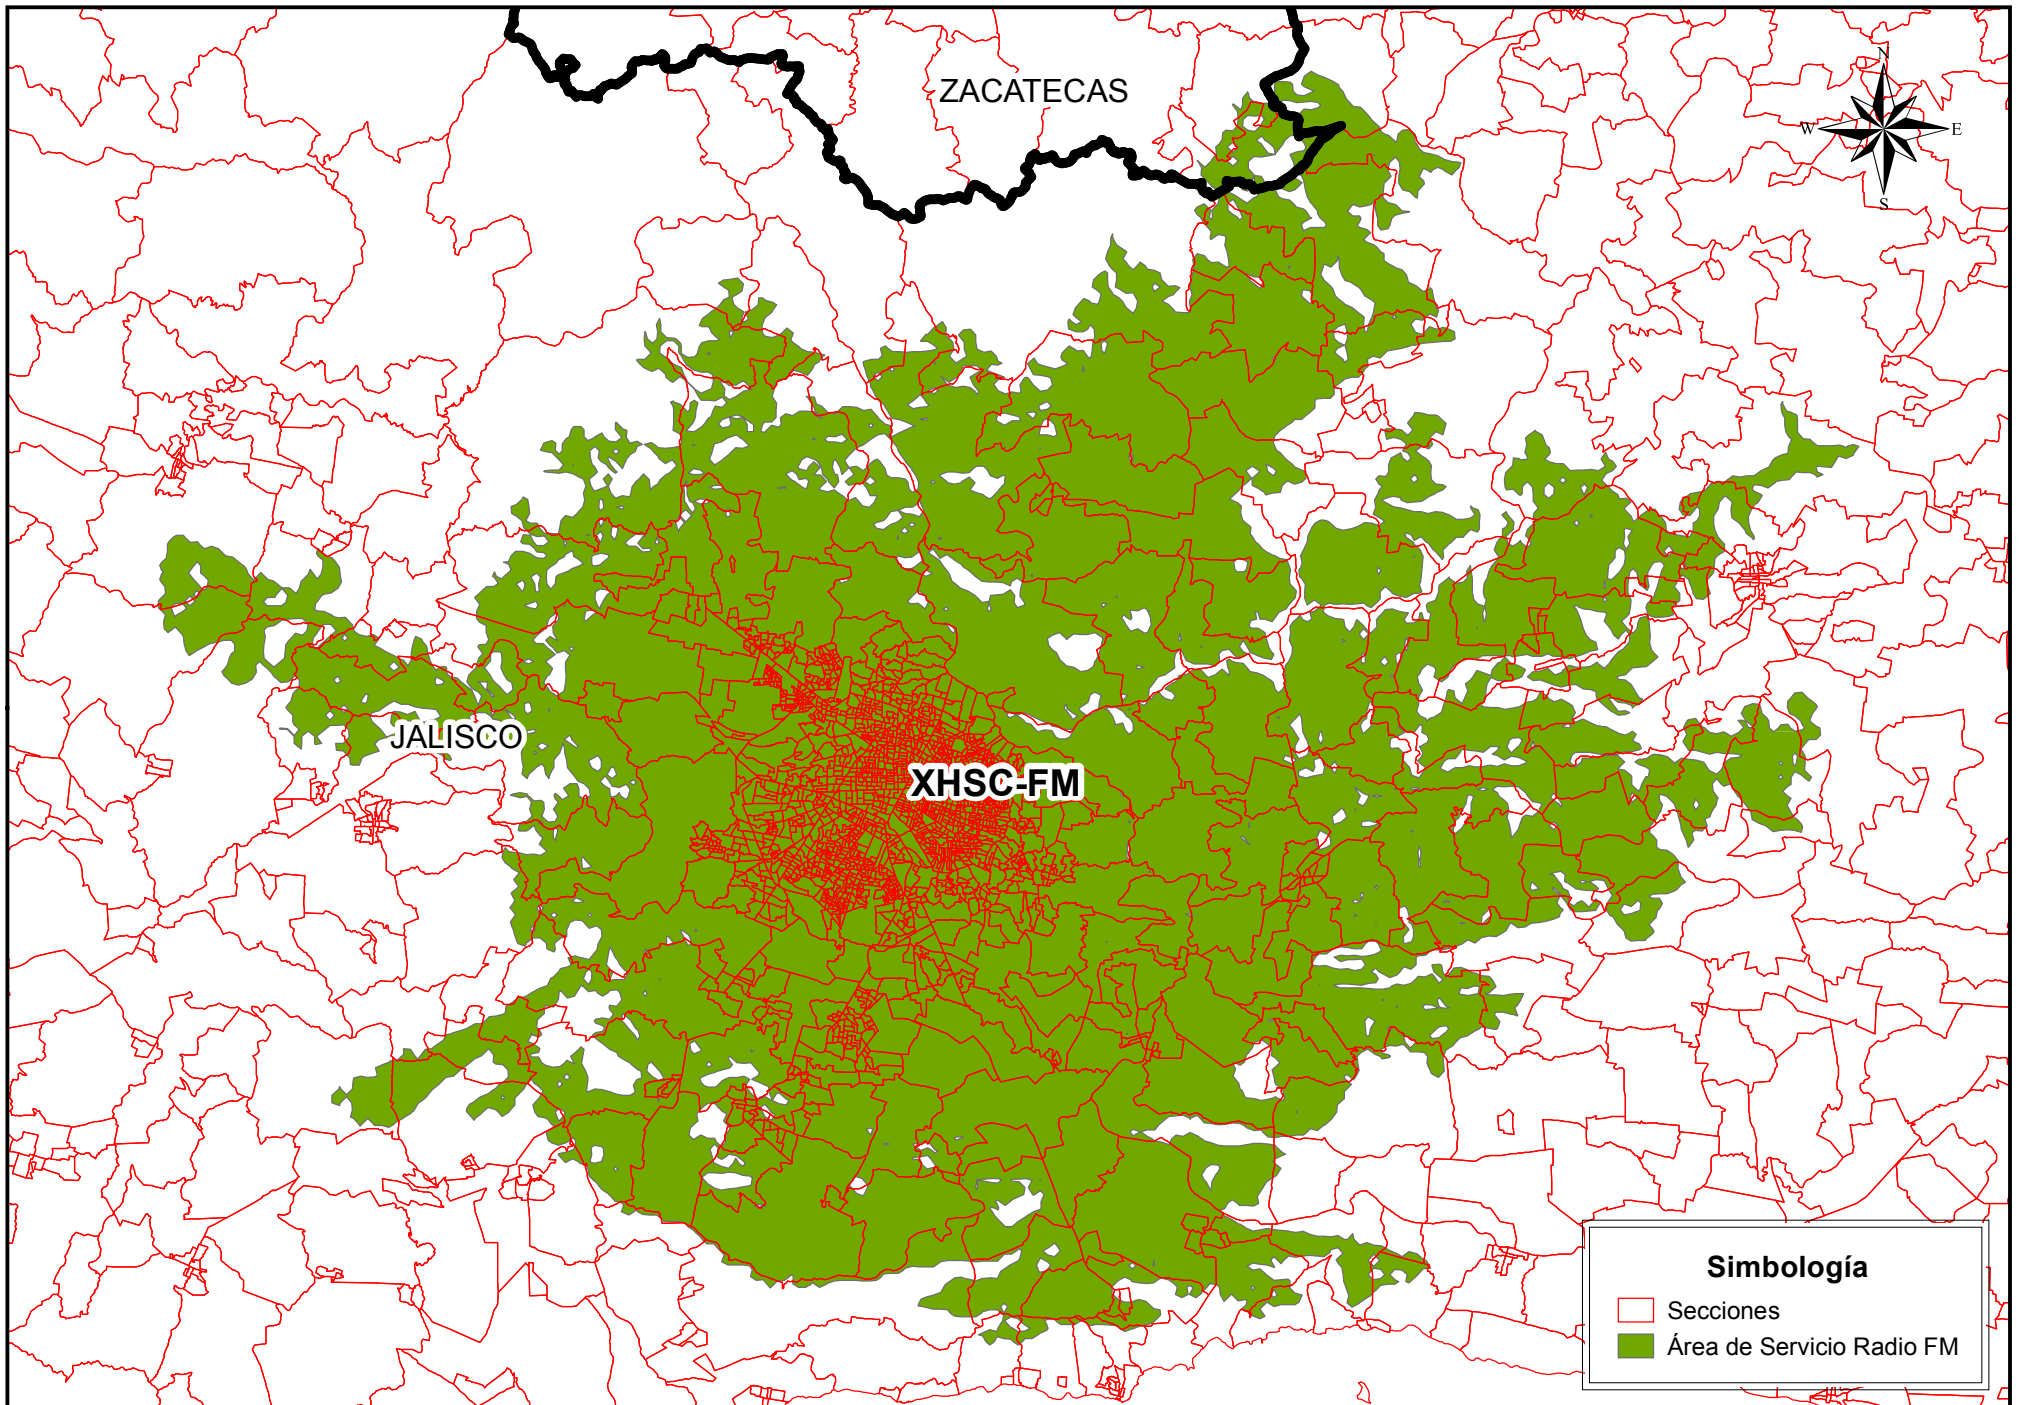 ZACATECAS
N
W
E
S
JALISCO
XHSC-FM
Simbología
Secciones
Área de Servicio Radio FM